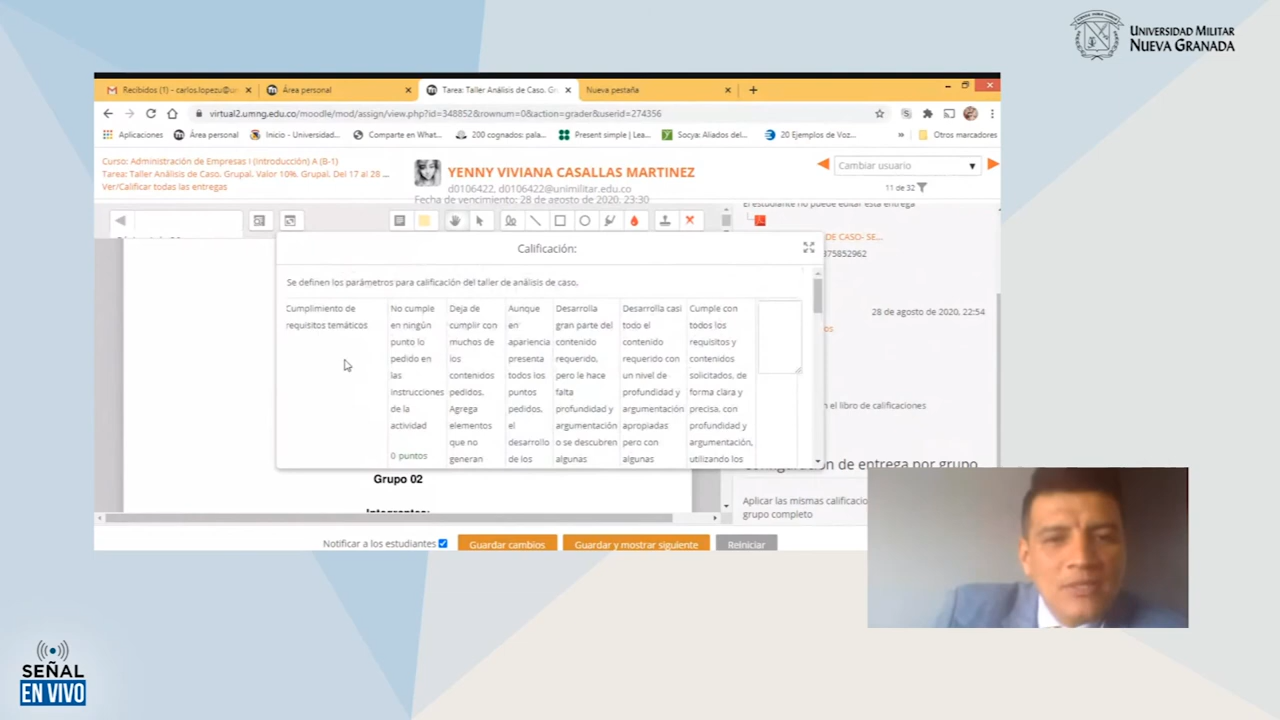 UNIVERSIDAD MILITAR
NUEVA GRANADA
Recibidos (1) - carlos.lopezu@u
Área personal
Tarea: Taller Análisis de Caso. Gr
Nueva pestaña
virtual2.umng.edu.co/moodle/mod/assign/view.php?id=348852&rownum=0&action=grader&userid=274356
Aplicaciones
Área personal
Inicio - Universidad...
Comparte en What...
200 cognados: pala...
Present simple | Lea...
Socya: Aliados del...
20 Ejemplos de Voz...
»
Otros marcadores
Curso: Administración de Empresas I (Introducción) A (B-1)
Tarea: Taller Análisis de Caso. Grupal. Valor 10%. Grupal. Del 17 al 28 ...
Ver/Calificar todas las entregas
YENNY VIVIANA CASALLAS MARTINEZ
d0106422, d0106422@unimilitar.edu.co
Fecha de vencimiento: 28 de agosto de 2020, 23:30
Cambiar usuario
11 de 32
El estudiante no puede editar esta entrega
DE CASO- SE...
375852962
28 de agosto de 2020, 22:54
os
n el libro de calificaciones
Configuración de entrega por grupo
Aplicar las mismas calificacio
grupo completo
Calificación:
Se definen los parámetros para calificación del taller de análisis de caso.
Cumplimiento de
requisitos temáticos
No cumple
en ningún
punto lo
pedido en
las
instrucciones
de la
actividad
0 puntos
Deja de
cumplir con
muchos de
los
contenidos
pedidos.
Agrega
elementos
que no
generan
Aunque
en
apariencia
presenta
todos los
puntos
pedidos,
el
desarrollo
de los
Desarrolla
gran parte del
contenido
requerido,
pero le hace
falta
profundidad y
argumentación
o se descubren
algunas
Desarrolla casi
todo el
contenido
requerido con
un nivel de
profundidad y
argumentación
apropiadas
pero con
algunas
Cumple con
todos los
requisitos y
contenidos
solicitados, de
forma clara y
precisa, con
profundidad y
argumentación,
utilizando los
Grupo 02
Integrantes:
Notificar a los estudiantes
Guardar cambios
Guardar y mostrar siguiente
Reiniciar
SEÑAL
EN VIVO